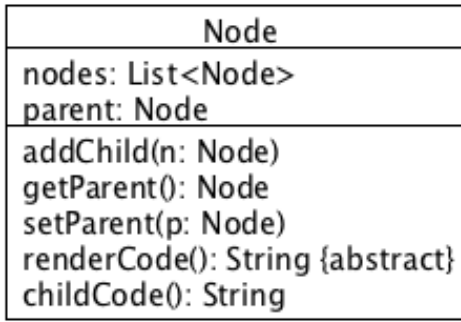 Node
nodes: List<Node>
parent: Node
addChild(n: Node)
getParent(): Node
setParent(p: Node)
renderCode(): String {abstract}
childCode(): String